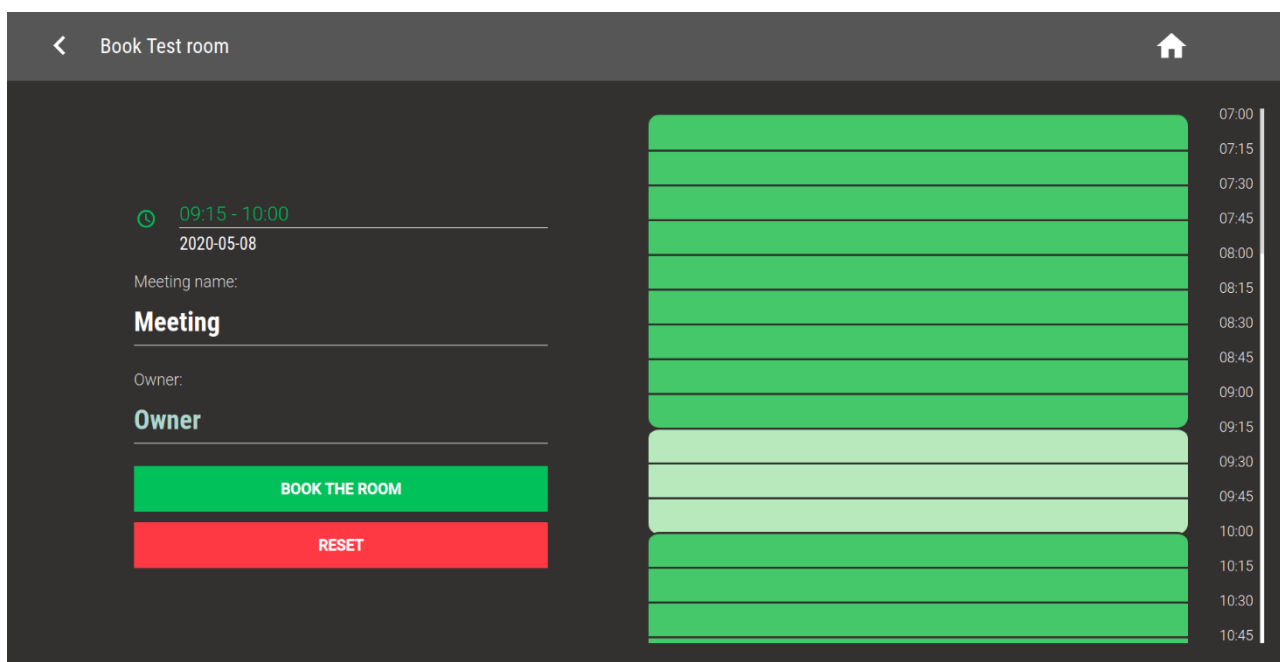 Book Test room
09:15 - 10:00
2020-05-08
Meeting name:
Meeting
Owner:
Owner
BOOK THE ROOM
RESET
07:00
07:15
07:30
07:45
08:00
08:15
08:30
08:45
09:00
09:15
09:30
09:45
10:00
10:15
10:30
10:45